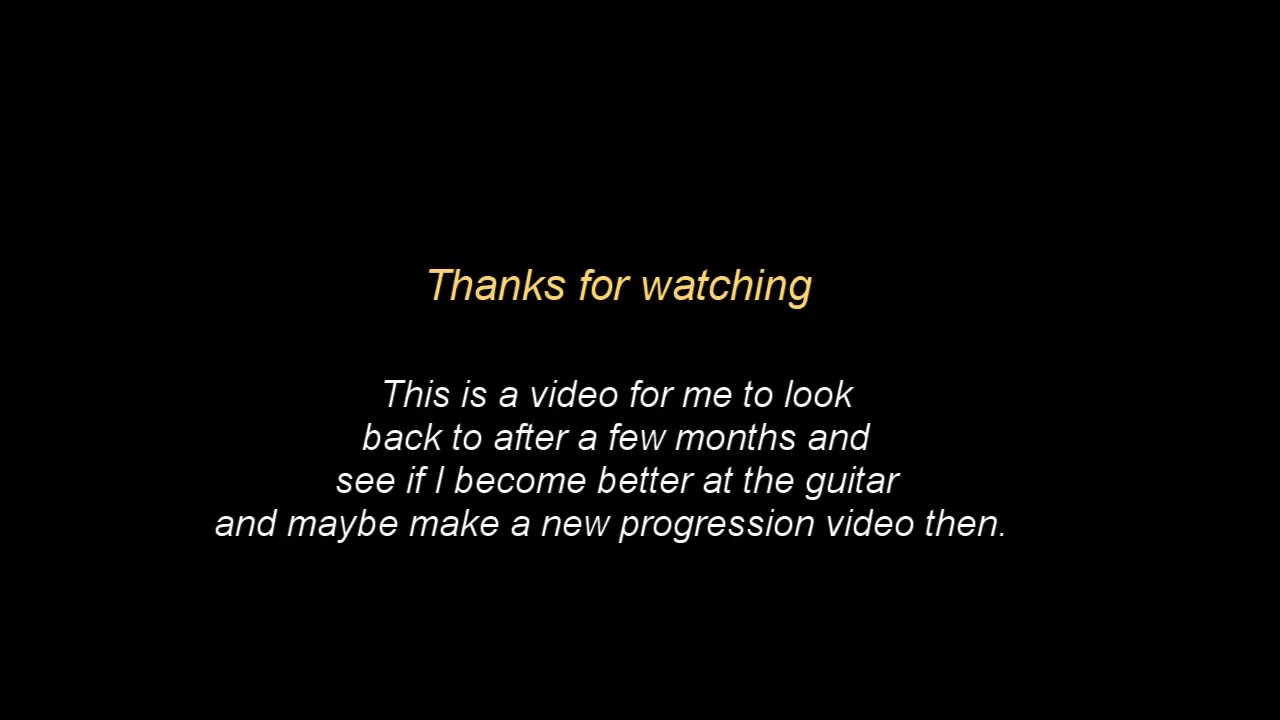 Thanks for watching
This is a video for me to look
back to after a few months and
see if I become better at the guitar
and maybe make a new progression video then.